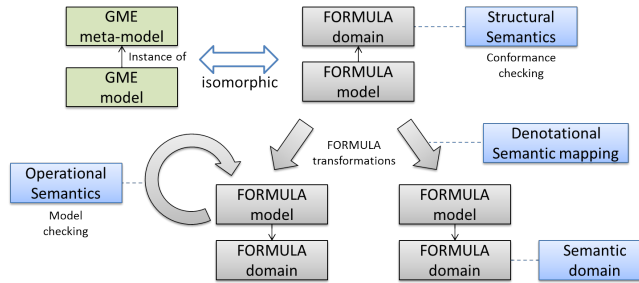 GME
meta-model
Instance of
GME
model
isomorphic
FORMULA
domain
FORMULA
model
Structural
Semantics
Conformance
checking
FORMULA
transformations
Denotational
Semantic mapping
Operational
Semantics
Model
checking
FORMULA
model
FORMULA
domain
FORMULA
model
FORMULA
domain
Semantic
domain